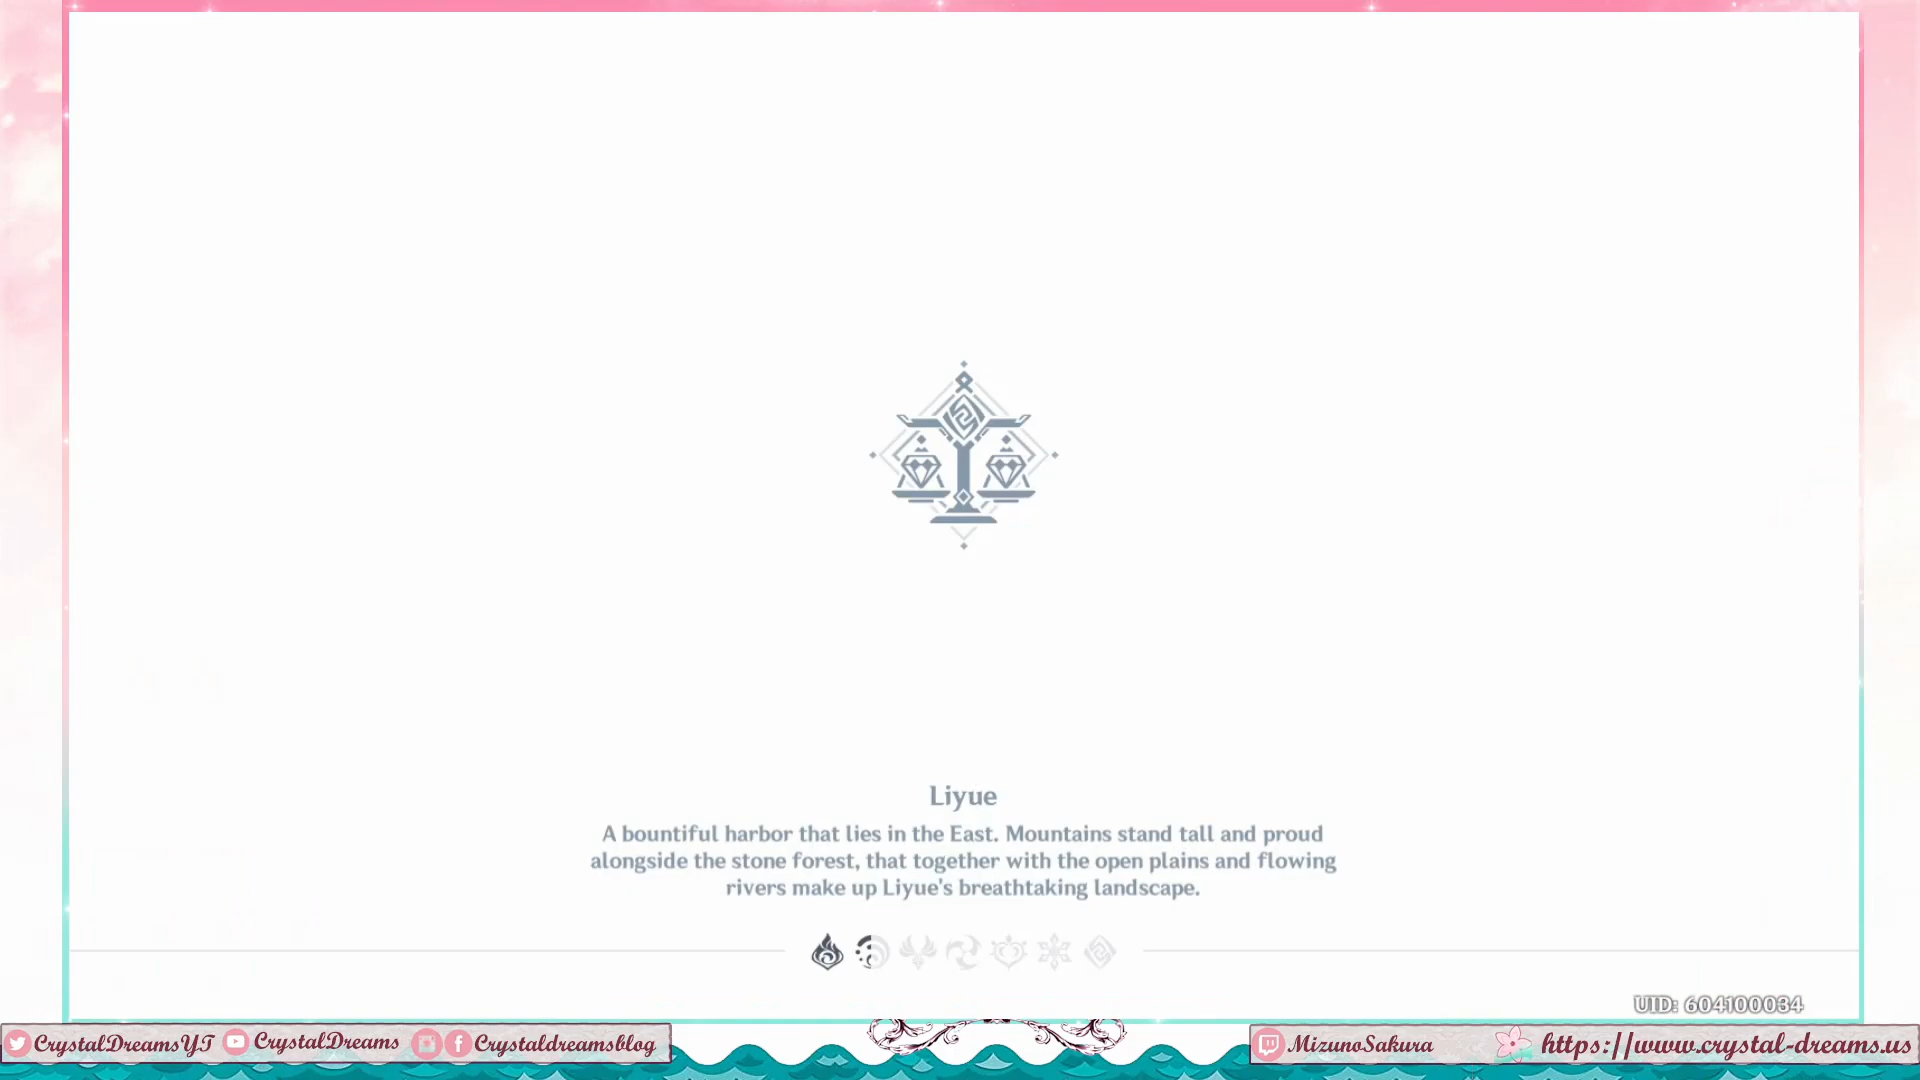 Liyue
A bountiful harbor that lies in the East. Mountains stand tall and proud
alongside the stone forest, that together with the open plains and flowing
rivers make up Liyue's breathtaking landscape.
UID: 604100034
CrystalDreamsYT CrystalDreams Crystaldreamsblog
MizunoSakura https://www.crystal-dreams.us